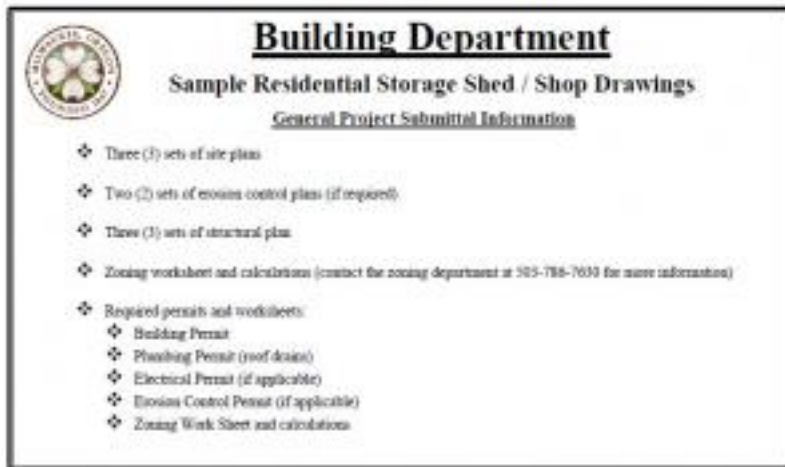 MILWAUKIE, OREGON
Building Department
Sample Residential Storage Shed / Shop Drawings
General Project Submittal Information
❖ Three (3) sets of site plans
❖ Two (2) sets of erosion control plans (if required)
❖ Three (3) sets of structural plan
❖ Zoning worksheet and calculations (contact the zoning department at 503-786-7630 for more information)
❖ Required permits and worksheets:
❖ Building Permit
❖ Plumbing Permit (roof drains)
❖ Electrical Permit (if applicable)
❖ Erosion Control Permit (if applicable)
❖ Zoning Work Sheet and calculations